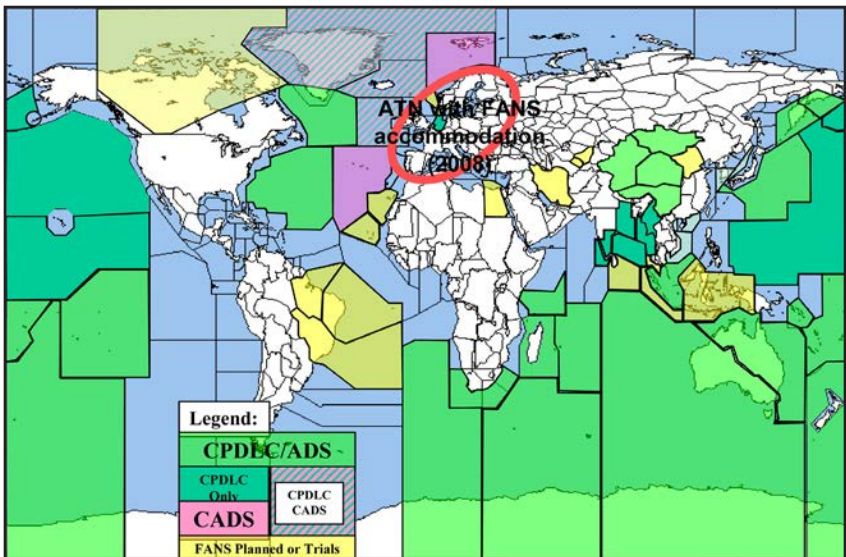 ATN with FANS
accommodation
(2008)
Legend:
CPDLC/ADS
CPDLC
Only
CPDLC
CADS
CADS
FANS Planned or Trials